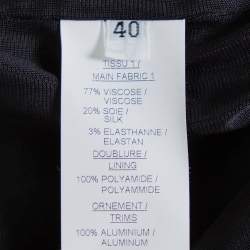 40
TISSU 1 /
MAIN FABRIC 1
77% VISCOSE /
VISCOSE
20% SOIE /
SILK
3% ELASTHANNE /
ELASTAN
DOUBLURE /
LINING
100% POLYAMIDE /
POLYAMMIDE
ORNEMENT /
TRIMS
100% ALUMINIUM /
ALUMINUM